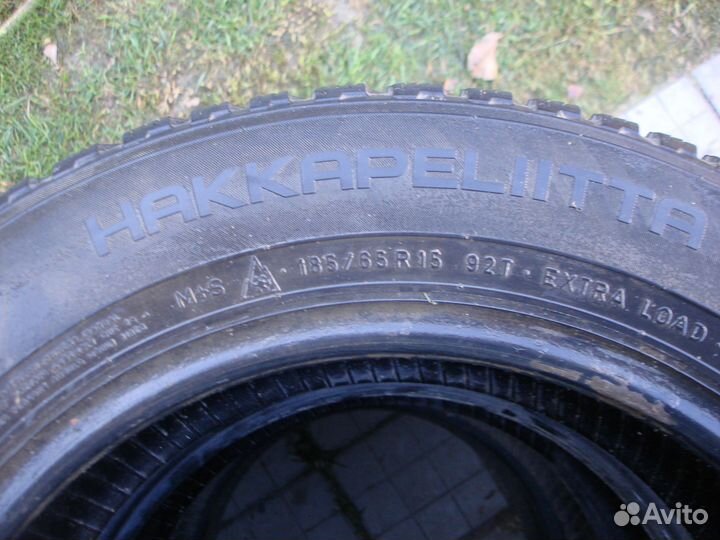 HAKKAPELIITTA
M+S 185/65R15 92T · EXTRA LOAD
Avito